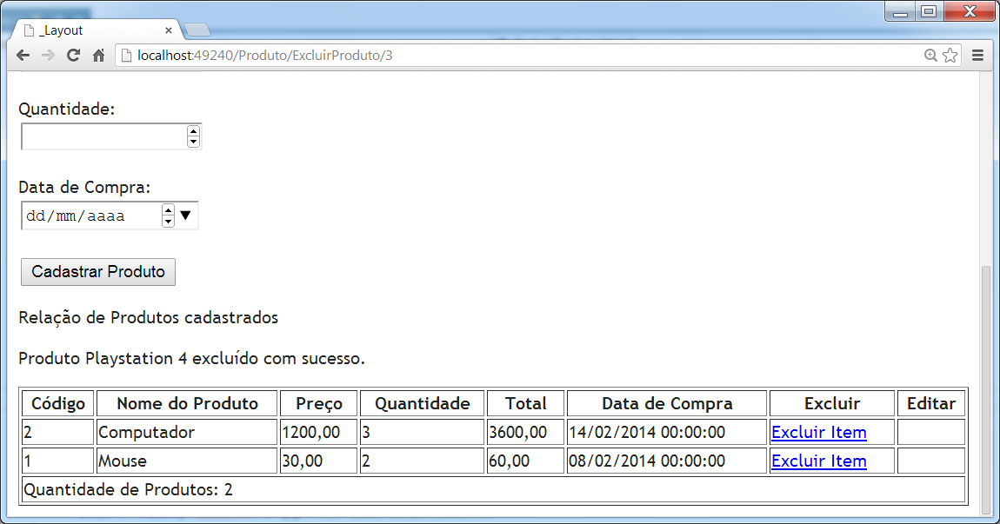 _Layout
localhost:49240/Produto/ExcluirProduto/3
Quantidade:
Data de Compra:
dd/mm/aaaa
Cadastrar Produto
Relação de Produtos cadastrados
Produto Playstation 4 excluído com sucesso.
Código Nome do Produto Preço Quantidade Total Data de Compra Excluir Editar
2 Computador 1200,00 3 3600,00 14/02/2014 00:00:00 Excluir Item
1 Mouse 30,00 2 60,00 08/02/2014 00:00:00 Excluir Item
Quantidade de Produtos: 2